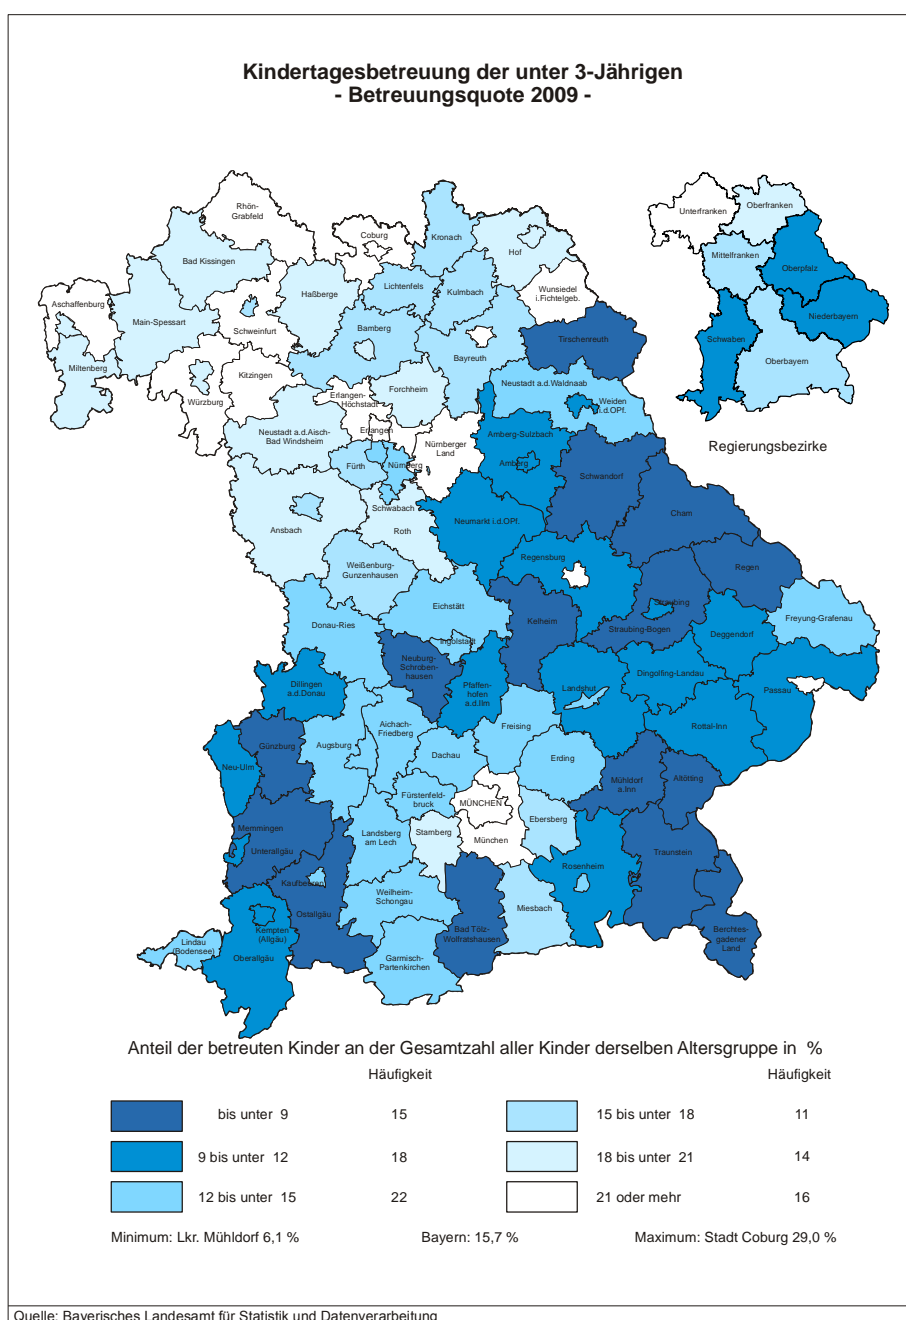 Kindertagesbetreuung der unter 3-Jährigen
- Betreuungsquote 2009 -
Rhön-
Grabfeld
Coburg
Kronach
Hof
Bad Kissingen
Lichtenfels
Kulmbach
Wunsiedel
i.Fichtelgeb.
Aschaffenburg
Haßberge
Main-Spessart
Schweinfurt
Bamberg
Tirschenreuth
Bayreuth
Miltenberg
Kitzingen
Forchheim
Neustadt a.d.Waldnaab
Würzburg
Erlangen-
Höchstadt
Weiden
i.d.OPf.
Neustadt a.d.Aisch-
Bad Windsheim
Erlangen
Nürnberger
Land
Amberg-Sulzbach
Fürth
Nürnberg
Amberg
Schwandorf
Schwabach
Ansbach
Roth
Neumarkt i.d.OPf.
Cham
Weißenburg-
Gunzenhausen
Regensburg
Regen
Eichstätt
Straubing
Freyung-Grafenau
Donau-Ries
Kelheim
Straubing-Bogen
Deggendorf
Ingolstadt
Neuburg-
Schroben-
hausen
Dingolfing-Landau
Dillingen
a.d.Donau
Pfaffen-
hofen
a.d.Ilm
Landshut
Passau
Aichach-
Friedberg
Freising
Rottal-Inn
Günzburg
Augsburg
Dachau
Erding
Neu-Ulm
Mühldorf
a.Inn
Altötting
Fürstenfeld-
bruck
MÜNCHEN
Ebersberg
Memmingen
Landsberg
am Lech
Starnberg
München
Unterallgäu
Traunstein
Rosenheim
Kaufbeuren
Weilheim-
Schongau
Ostallgäu
Miesbach
Kempten
(Allgäu)
Bad Tölz-
Wolfratshausen
Berchtes-
gadener
Land
Lindau
(Bodensee)
Oberallgäu
Garmisch-
Partenkirchen
Unterfranken
Oberfranken
Mittelfranken
Oberpfalz
Niederbayern
Schwaben
Oberbayern
Regierungsbezirke
Anteil der betreuten Kinder an der Gesamtzahl aller Kinder derselben Altersgruppe in %
Häufigkeit Häufigkeit
bis unter 9 15 15 bis unter 18 11
9 bis unter 12 18 18 bis unter 21 14
12 bis unter 15 22 21 oder mehr 16
Minimum: Lkr. Mühldorf 6,1 % Bayern: 15,7 % Maximum: Stadt Coburg 29,0 %
Quelle: Bayerisches Landesamt für Statistik und Datenverarbeitung